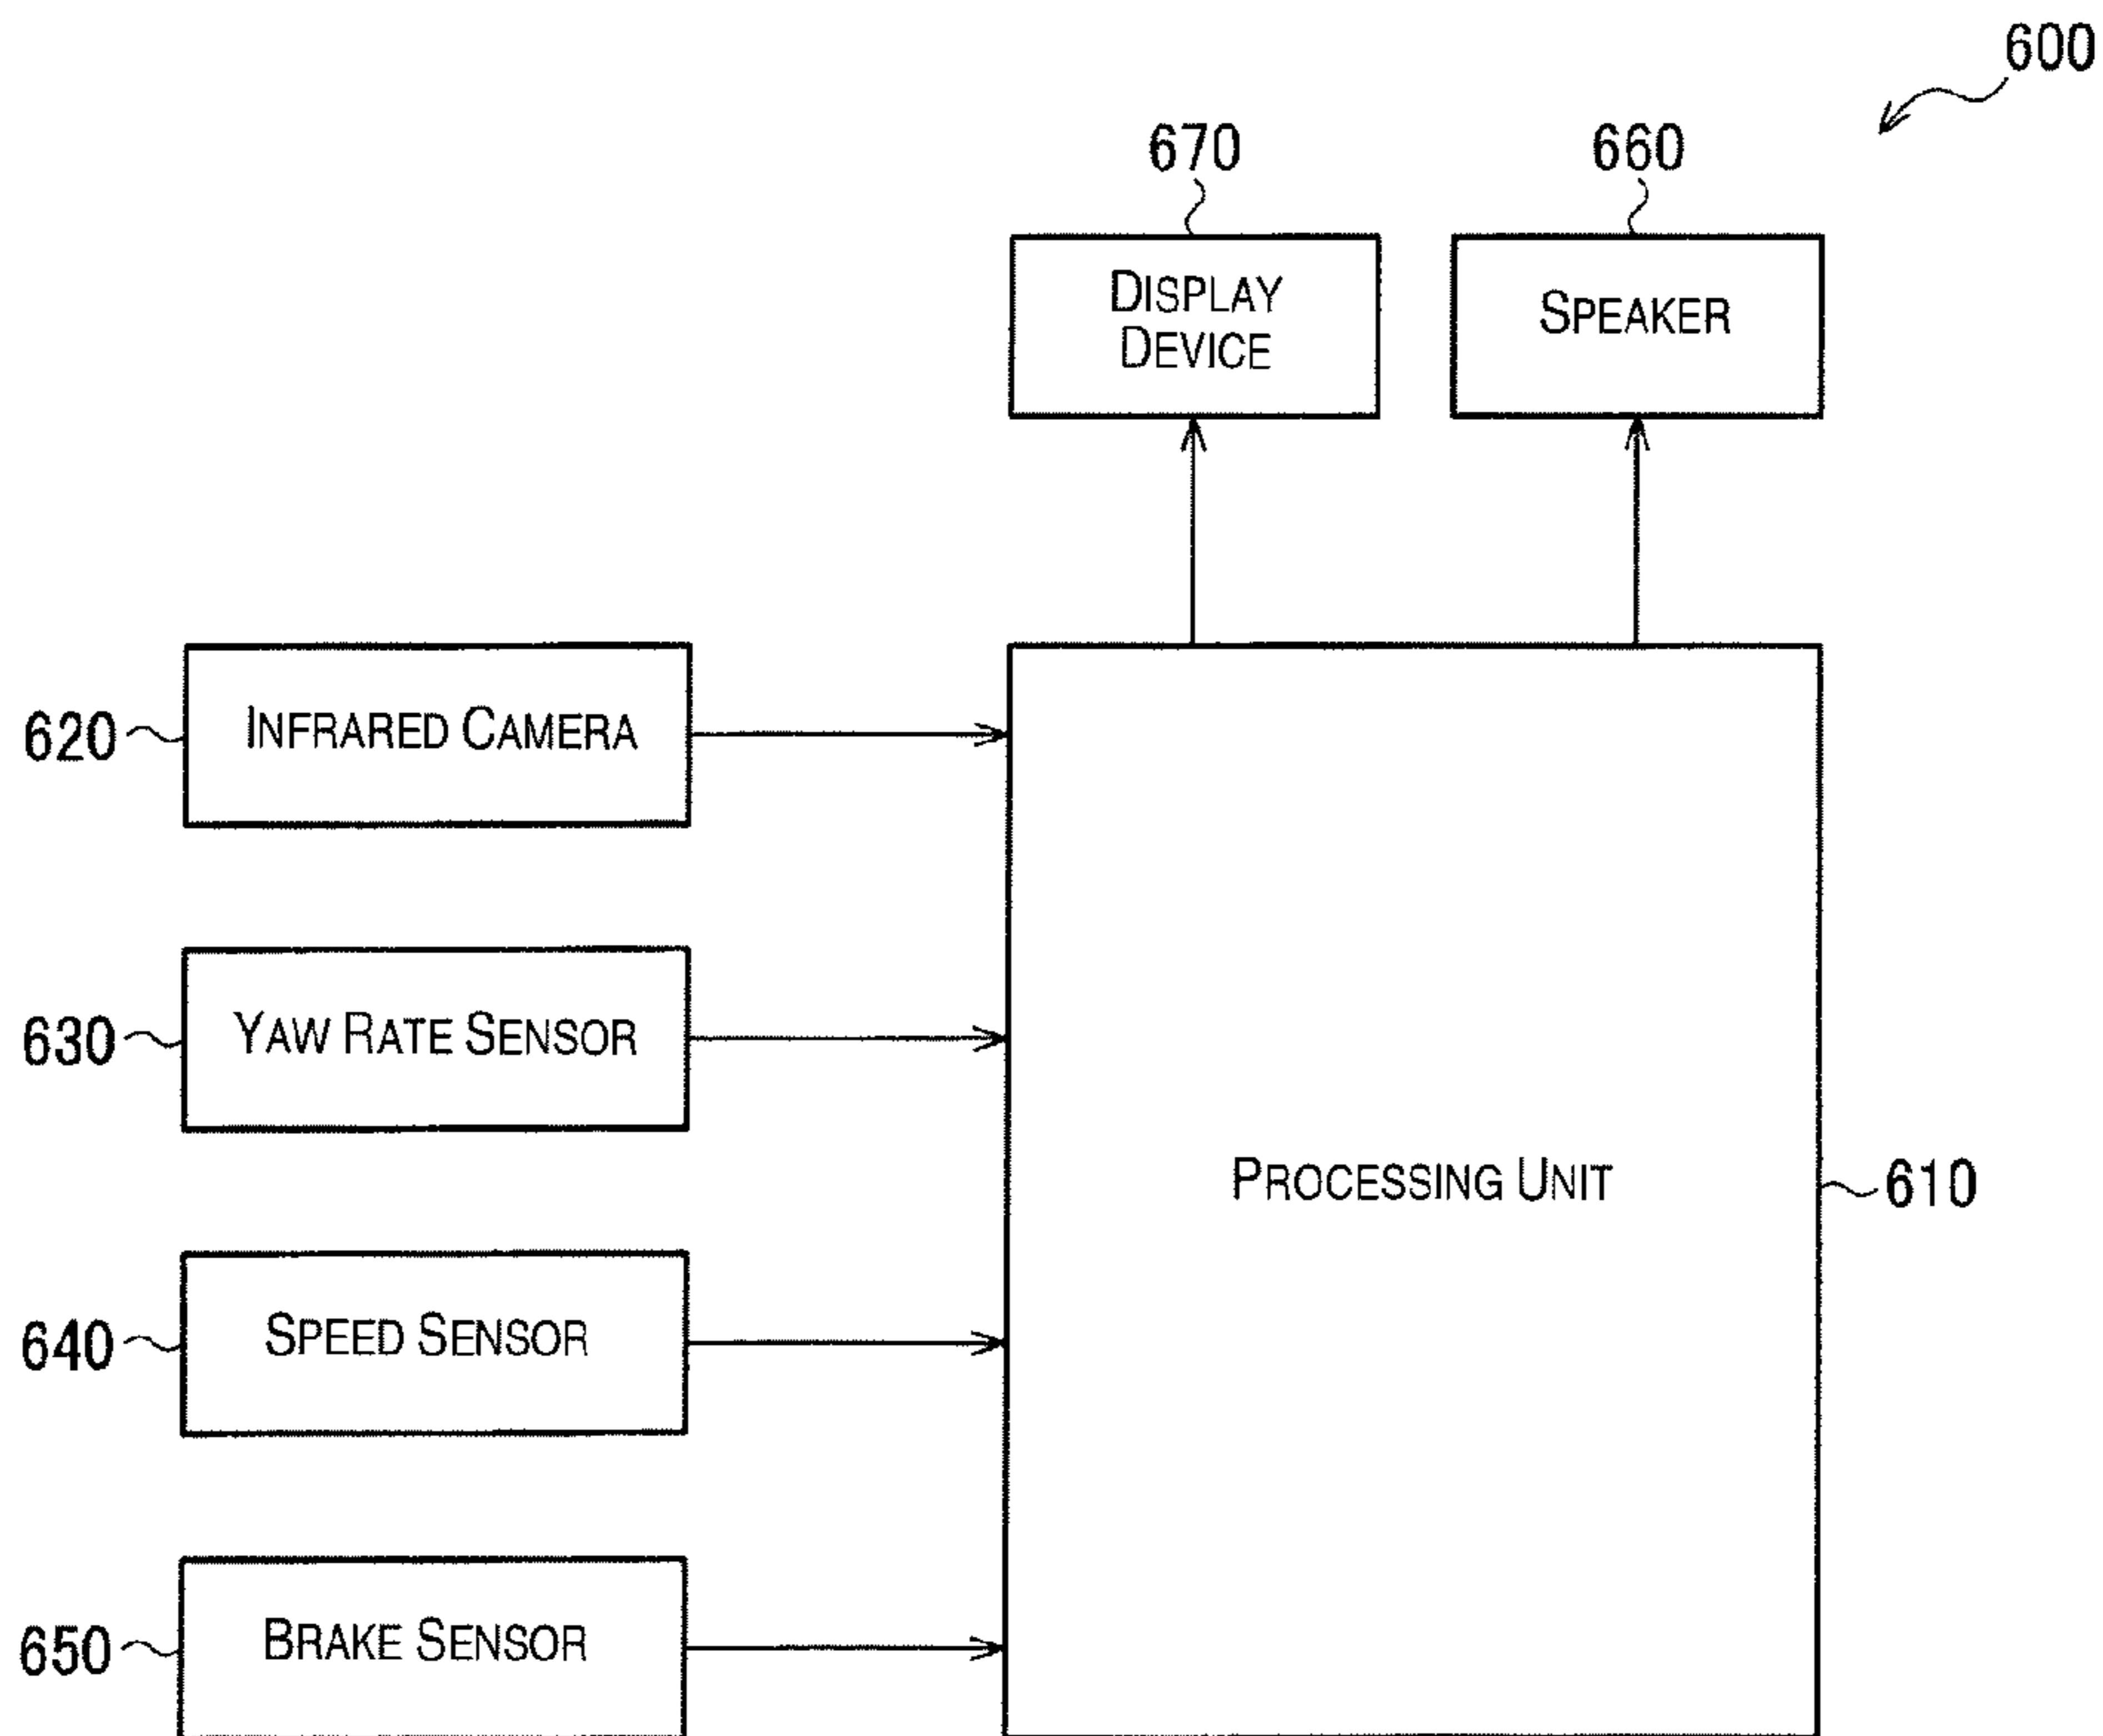 600
670
660
DISPLAY
DEVICE
SPEAKER
620
INFRARED CAMERA
630
YAW RATE SENSOR
PROCESSING UNIT
610
640
SPEED SENSOR
650
BRAKE SENSOR